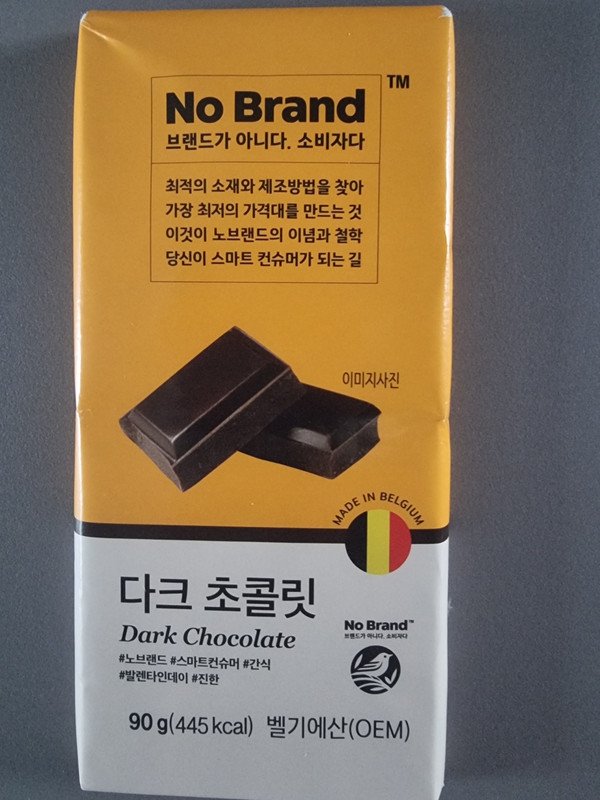 No Brand ™
브랜드가 아니다. 소비자다
최적의 소재와 제조방법을 찾아
가장 최저의 가격대를 만드는 것
이것이 노브랜드의 이념과 철학
당신이 스마트 컨슈머가 되는 길
이미지사진
MADE IN BELGIUM
다크 초콜릿
Dark Chocolate
#노브랜드 #스마트컨슈머 #간식
#발렌타인데이 #진한
No Brand™
브랜드가 아니다. 소비자다
90 g(445 kcal) 벨기에산(OEM)